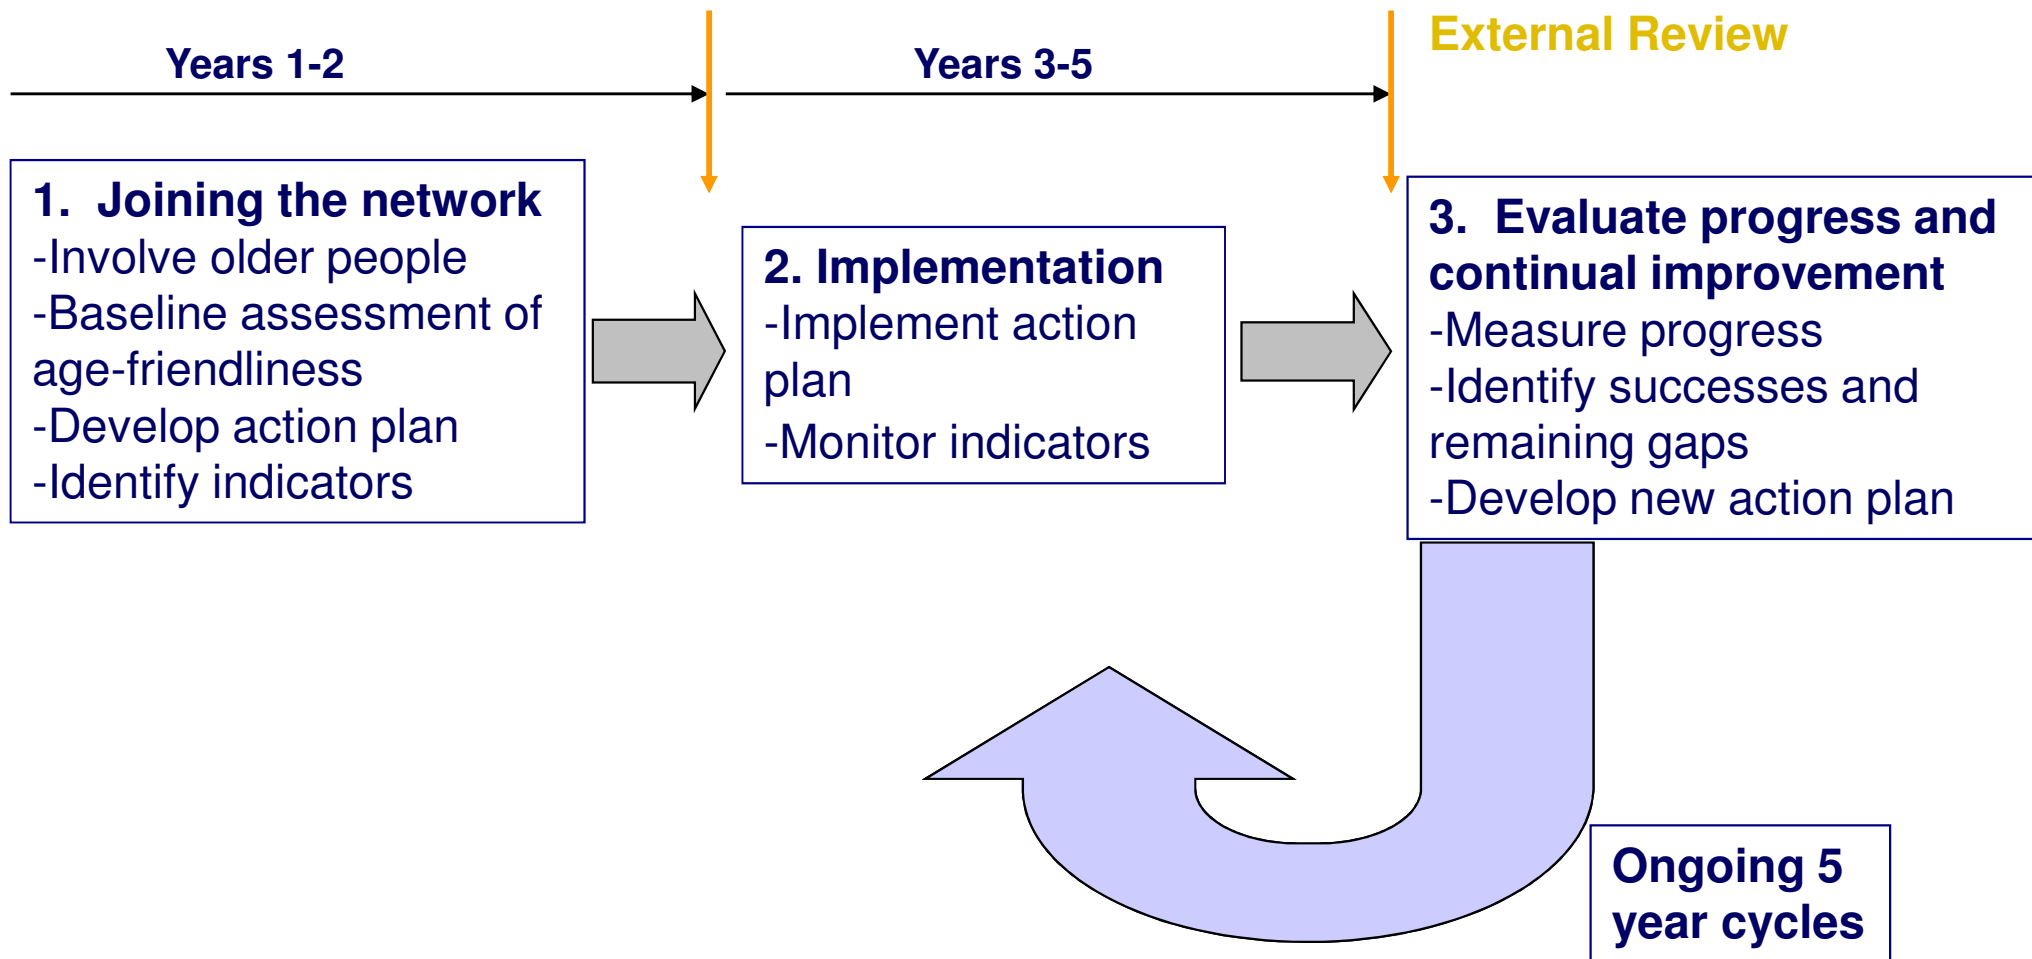 Years 1-2
Years 3-5
External Review
1. Joining the network
-Involve older people
-Baseline assessment of
age-friendliness
-Develop action plan
-Identify indicators
2. Implementation
-Implement action
plan
-Monitor indicators
3. Evaluate progress and
continual improvement
-Measure progress
-Identify successes and
remaining gaps
-Develop new action plan
Ongoing 5
year cycles